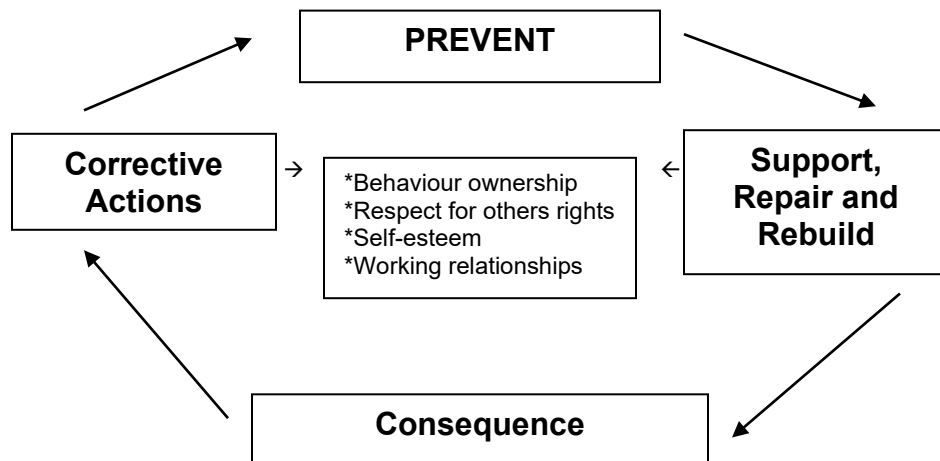 PREVENT
Corrective
Actions
*Behaviour ownership
*Respect for others rights
*Self-esteem
*Working relationships
Support,
Repair and
Rebuild
Consequence